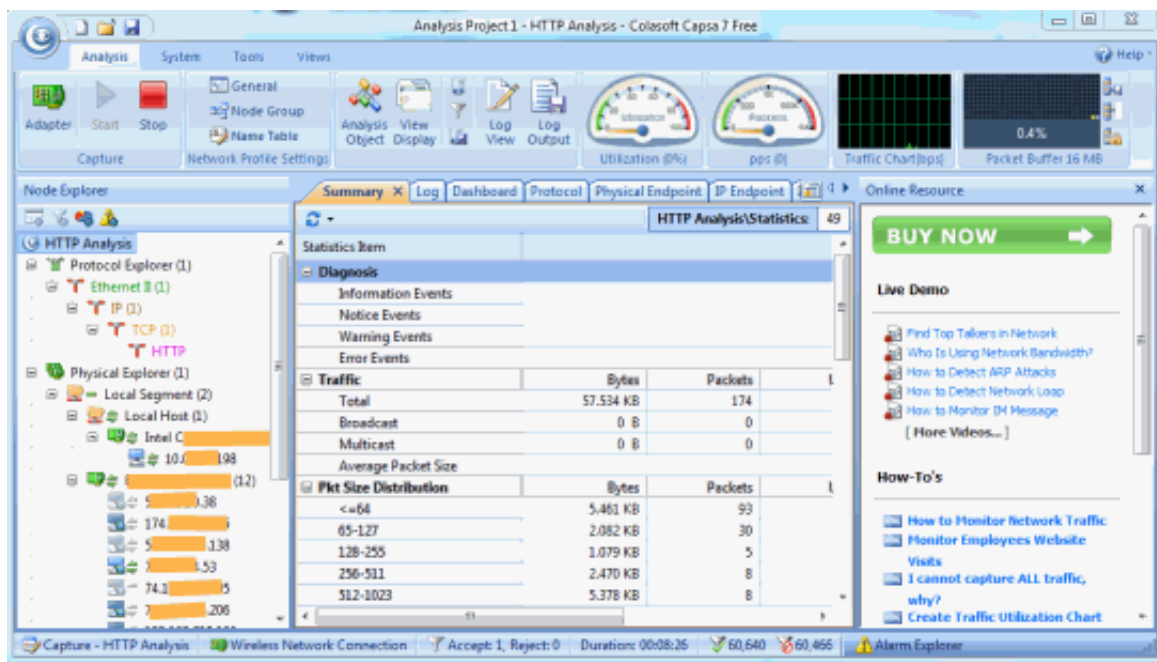 Analysis Project 1 - HTTP Analysis - Colasoft Capsa 7 Free
Analysis System Tools Views Help
Adapter Start Stop
Capture
General
Node Group
Name Table
Network Profile Settings
Analysis Object
View Display
Log View
Log Output
Utilization (0%)
pps (0)
Traffic Chart(bps)
0.4%
Packet Buffer 16 MB
Node Explorer
HTTP Analysis
Protocol Explorer (1)
Ethernet II (1)
IP (1)
TCP (1)
HTTP
Physical Explorer (1)
Local Segment (2)
Local Host (1)
Intel C
10. 198
(12)
.38
174.
.138
.53
74.1 5
.206
Summary Log Dashboard Protocol Physical Endpoint IP Endpoint
HTTP Analysis\Statistics: 49
Statistics Item
Diagnosis
Information Events
Notice Events
Warning Events
Error Events
Traffic Bytes Packets
Total 57.534 KB 174
Broadcast 0 B 0
Multicast 0 B 0
Average Packet Size
Pkt Size Distribution Bytes Packets
<=64 5.461 KB 93
65-127 2.082 KB 30
128-255 1.079 KB 5
256-511 2.470 KB 8
512-1023 5.378 KB 8
Online Resource
BUY NOW
Live Demo
Find Top Talkers in Network
Who Is Using Network Bandwidth?
How to Detect ARP Attacks
How to Detect Network Loop
How to Monitor IM Message
[ More Videos... ]
How-To's
How to Monitor Network Traffic
Monitor Employees Website
Visits
I cannot capture ALL traffic,
why?
Create Traffic Utilization Chart
Capture - HTTP Analysis Wireless Network Connection Accept: 1, Reject: 0 Duration: 00:08:26 60,640 60,466 Alarm Explorer